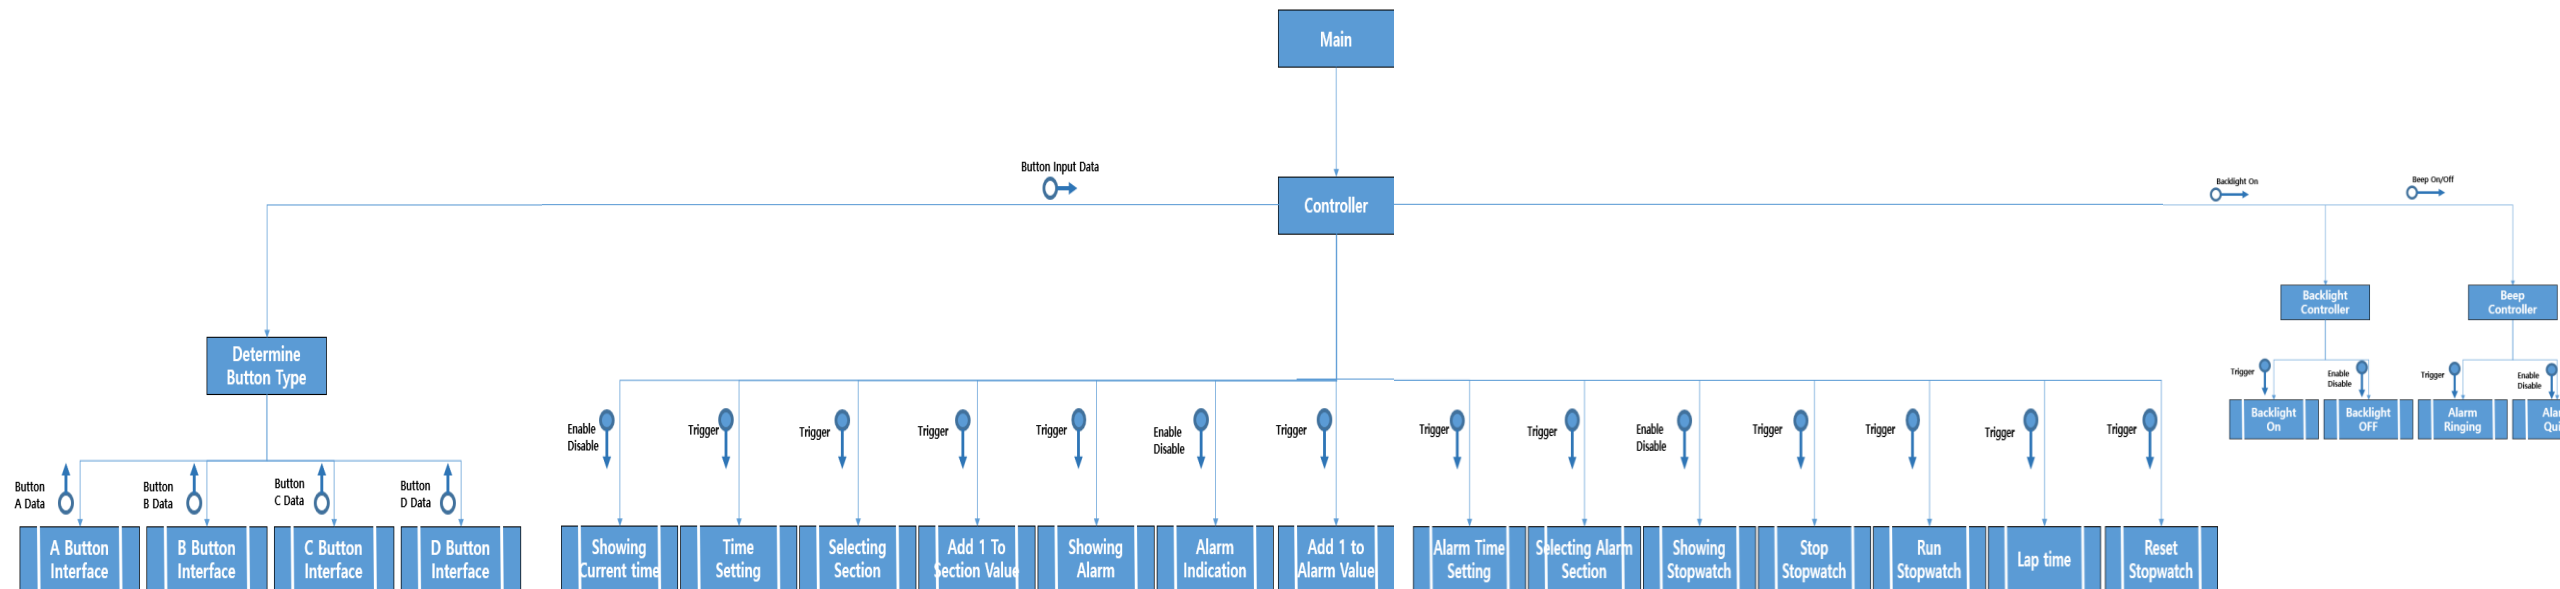 Main
Button Input Data
Controller
Backlight On
Beep On/Off
Backlight
Controller
Beep
Controller
Determine
Button Type
Trigger
Enable
Disable
Trigger
Enable
Disable
Backlight
On
Backlight
OFF
Alarm
Ringing
Enable
Disable
Trigger
Trigger
Trigger
Trigger
Enable
Disable
Trigger
Trigger
Trigger
Enable
Disable
Trigger
Trigger
Trigger
Trigger
Button
A Data
Button
B Data
Button
C Data
Button
D Data
A Button
Interface
B Button
Interface
C Button
Interface
D Button
Interface
Showing
Current time
Time
Setting
Selecting
Section
Add 1 To
Section Value
Showing
Alarm
Alarm
Indication
Add 1 to
Alarm Value
Alarm Time
Setting
Selecting Alarm
Section
Showing
Stopwatch
Stop
Stopwatch
Run
Stopwatch
Lap time
Reset
Stopwatch